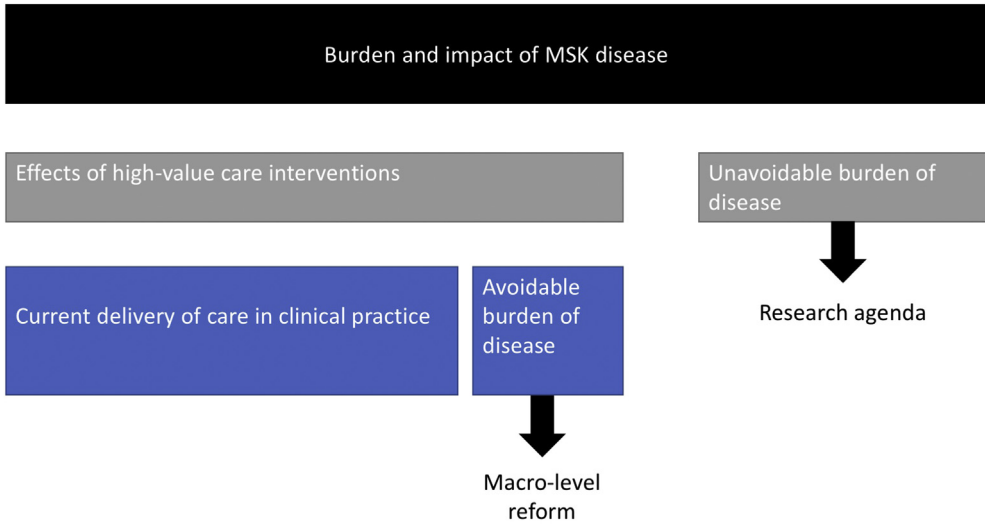 Burden and impact of MSK disease
Effects of high-value care interventions
Unavoidable burden of
disease
Current delivery of care in clinical practice
Avoidable
burden of
disease
Research agenda
Macro-level
reform